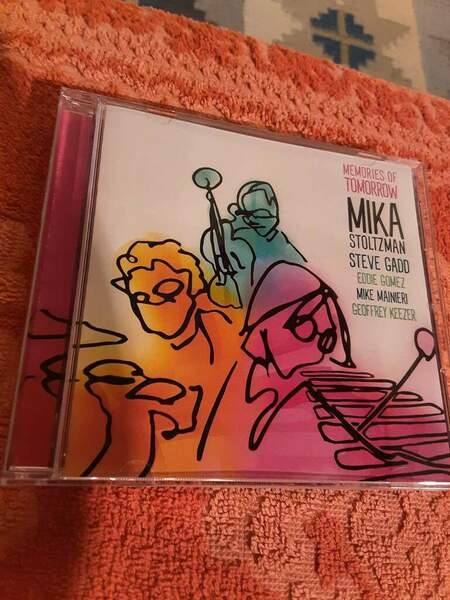 MEMORIES OF
TOMORROW
MIKA
STOLTZMAN
STEVE GADD
EDDIE GOMEZ
MIKE MAINIERI
GEOFFREY KEEZER